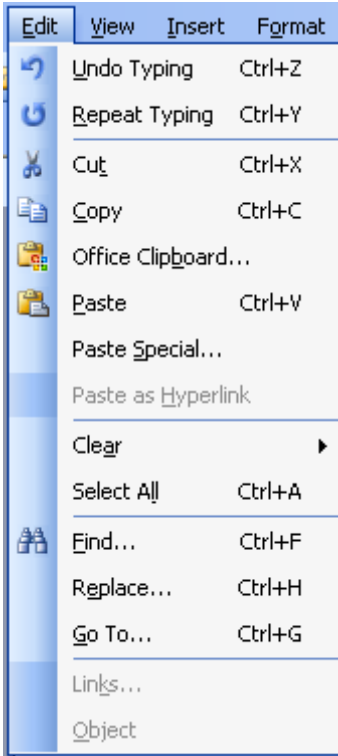 Edit View Insert Format
Undo Typing Ctrl+Z
Repeat Typing Ctrl+Y
Cut Ctrl+X
Copy Ctrl+C
Office Clipboard...
Paste Ctrl+V
Paste Special...
Paste as Hyperlink
Clear
Select All Ctrl+A
Find... Ctrl+F
Replace... Ctrl+H
Go To... Ctrl+G
Links...
Object